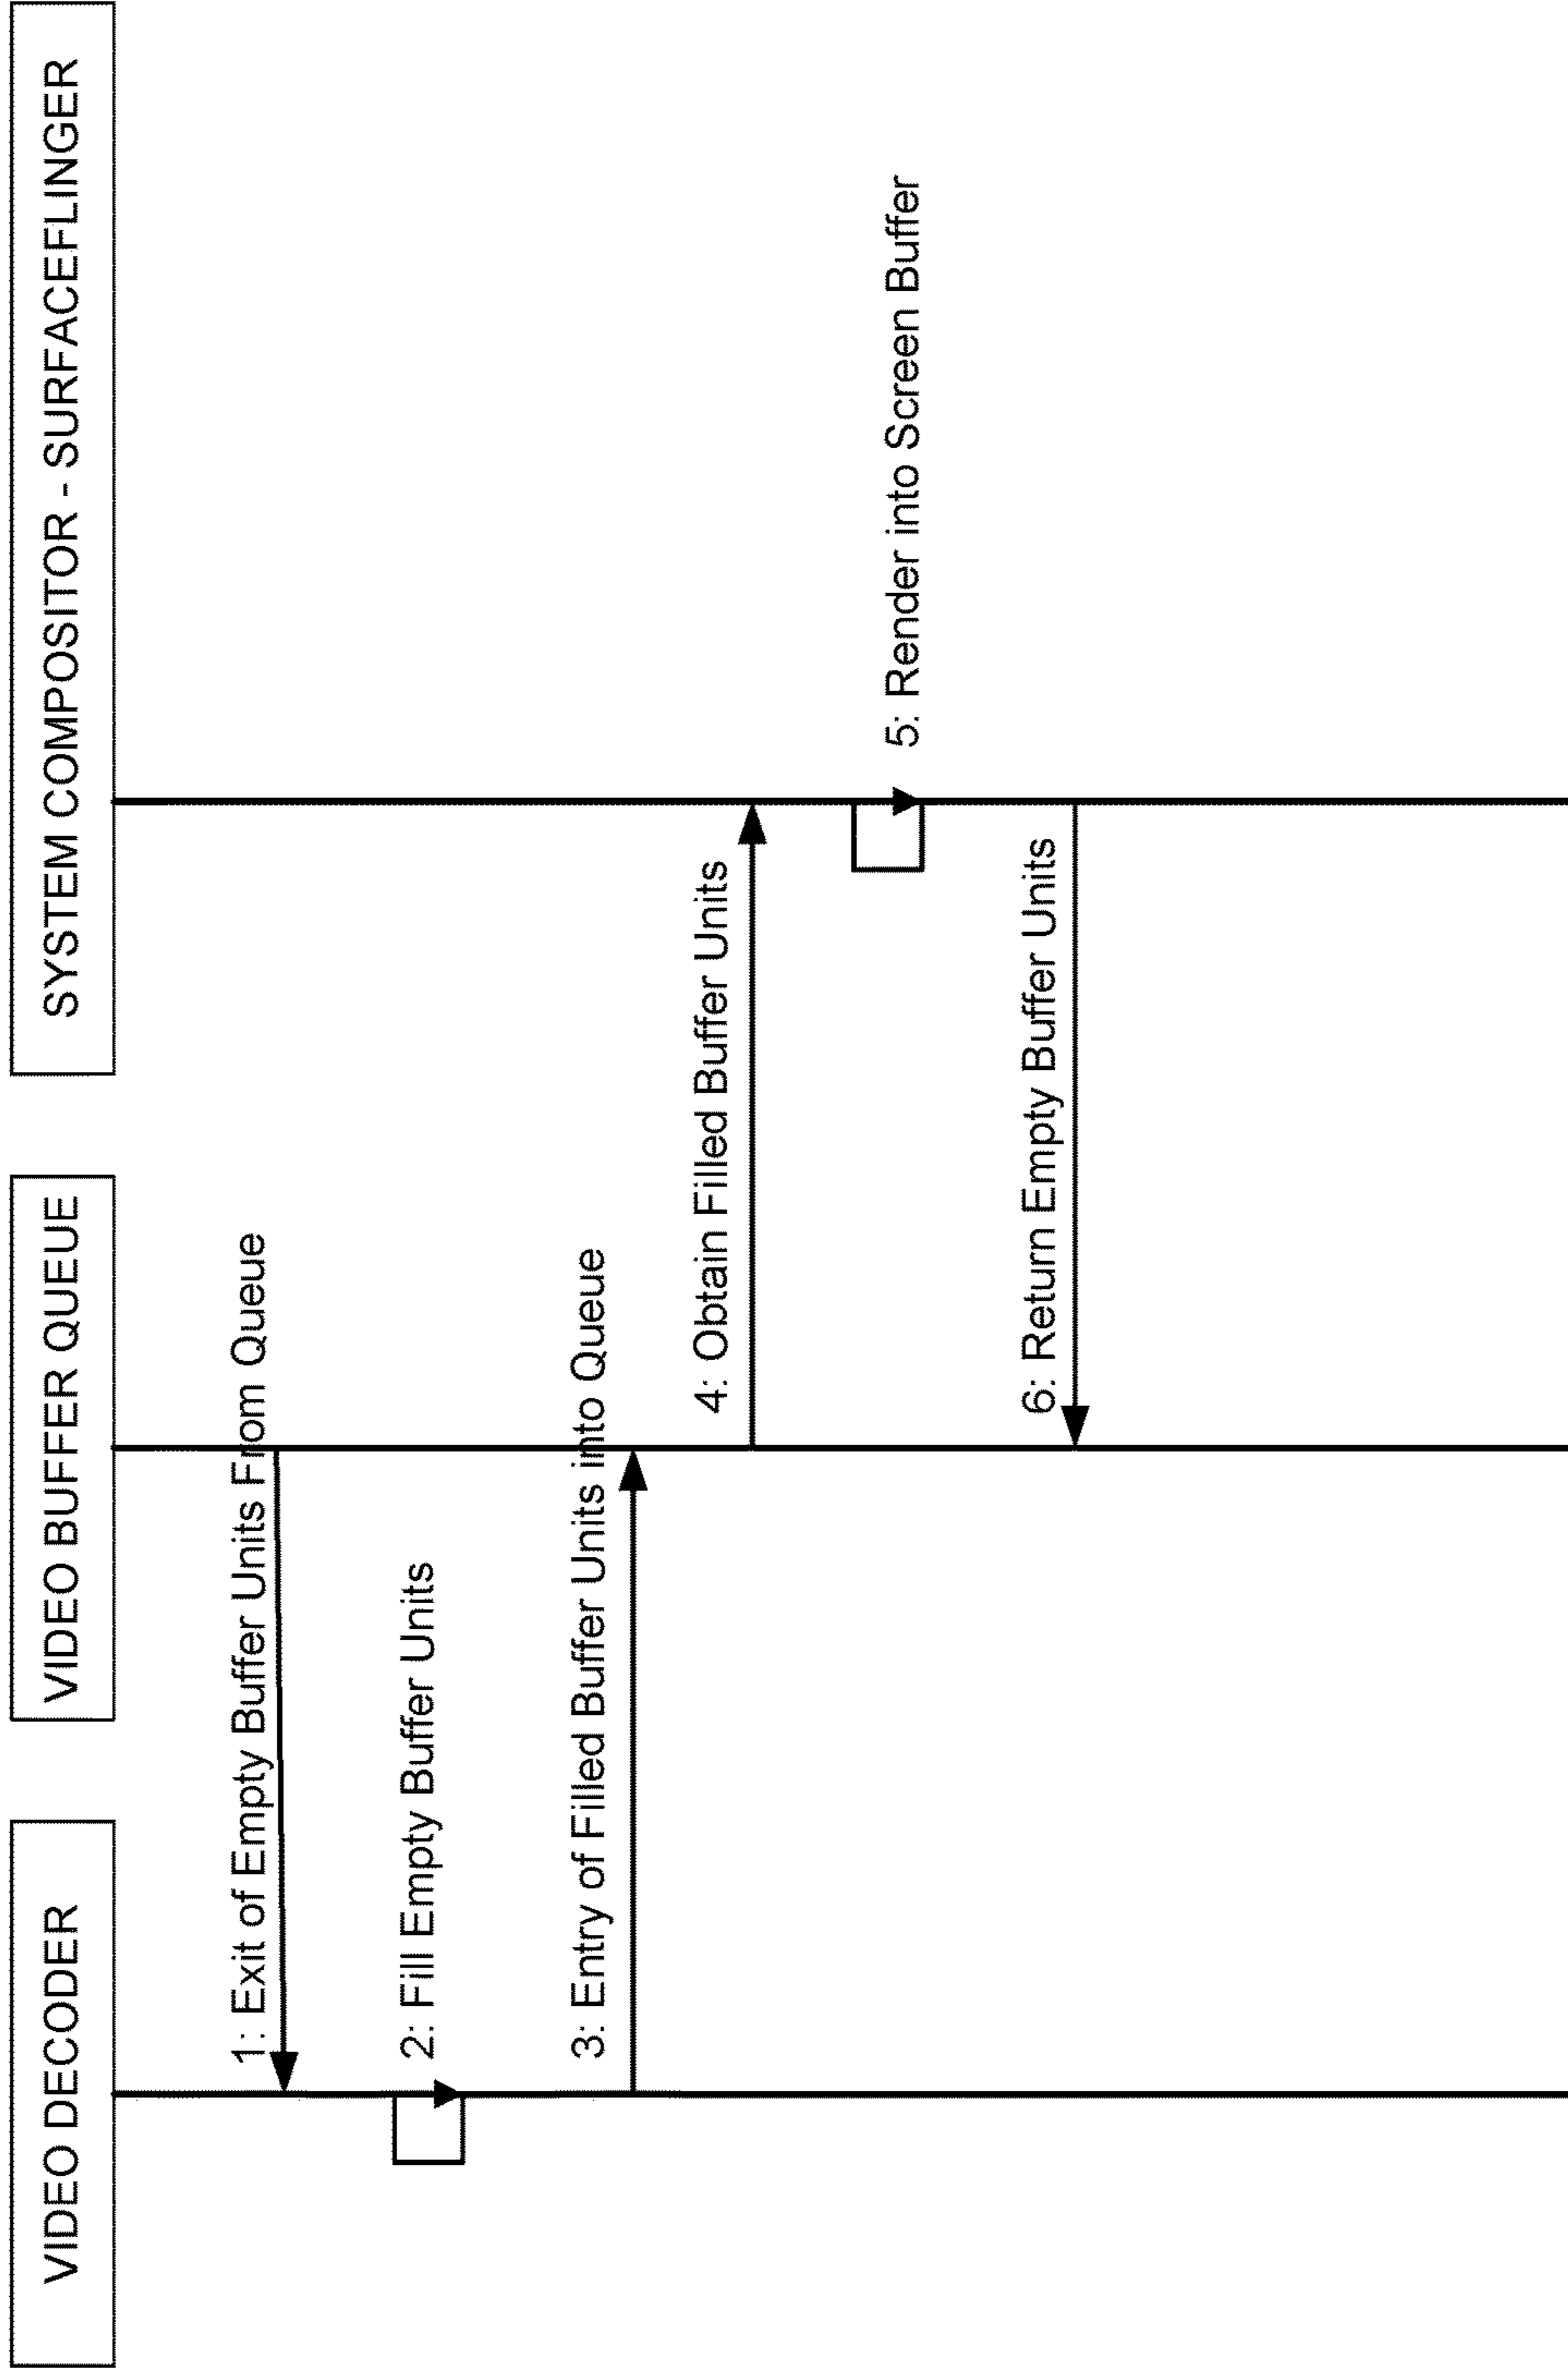 VIDEO DECODER
VIDEO BUFFER QUEUE
SYSTEM COMPOSITOR - SURFACEFLINGER
1: Exit of Empty Buffer Units From Queue
2: Fill Empty Buffer Units
3: Entry of Filled Buffer Units into Queue
4: Obtain Filled Buffer Units
5: Render into Screen Buffer
6: Return Empty Buffer Units